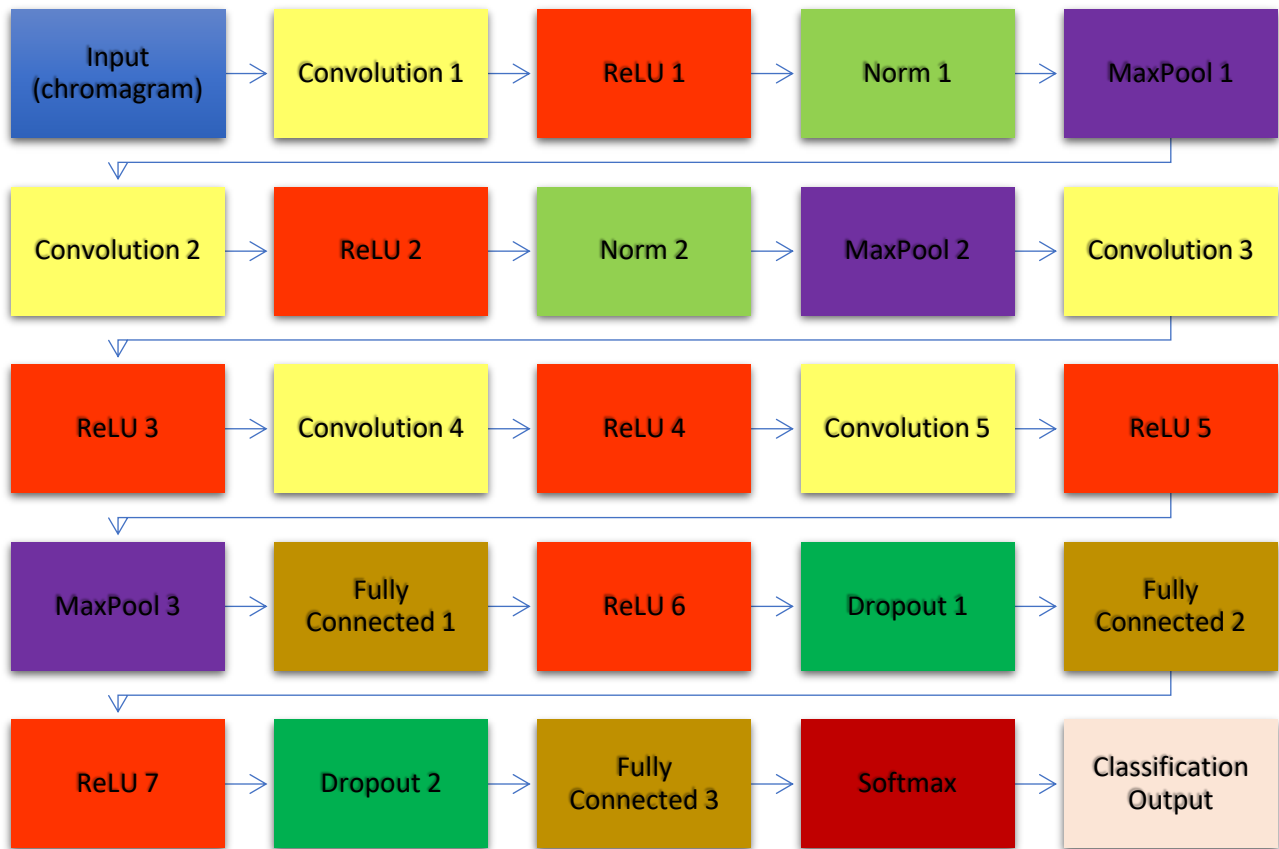 Input
(chromagram)
Convolution 1
ReLU 1
Norm 1
MaxPool 1
Convolution 2
ReLU 2
Norm 2
MaxPool 2
Convolution 3
ReLU 3
Convolution 4
ReLU 4
Convolution 5
ReLU 5
MaxPool 3
Fully
Connected 1
ReLU 6
Dropout 1
Fully
Connected 2
ReLU 7
Dropout 2
Fully
Connected 3
Softmax
Classification
Output